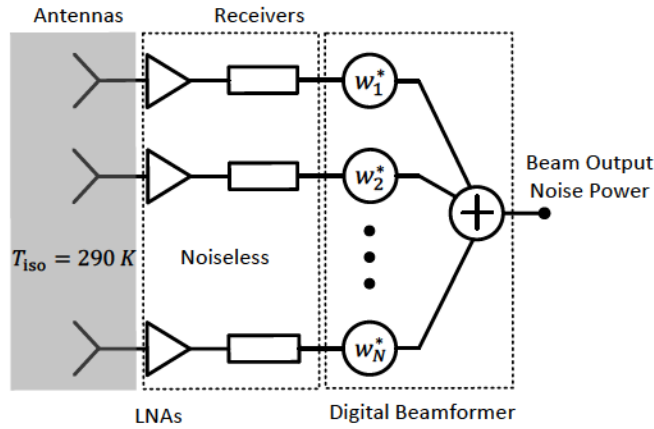 Antennas
Receivers
w₁*
w₂*
Beam Output
Noise Power
+
T_iso = 290 K
Noiseless
w_N*
LNAs
Digital Beamformer